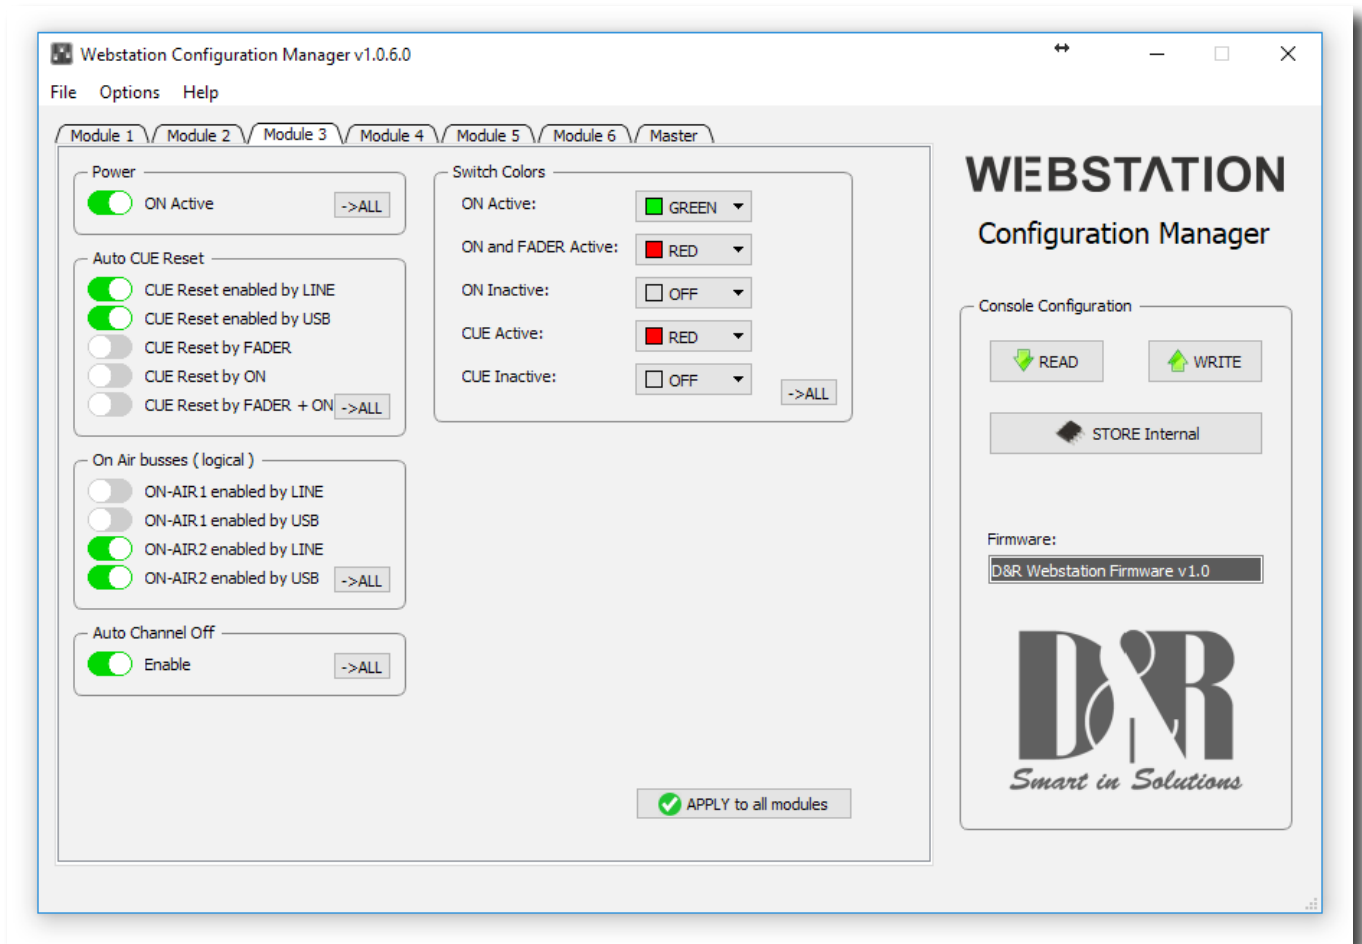 Webstation Configuration Manager v1.0.6.0
File Options Help
Module 1 Module 2 Module 3 Module 4 Module 5 Module 6 Master
Power
ON Active ->ALL
Auto CUE Reset
CUE Reset enabled by LINE
CUE Reset enabled by USB
CUE Reset by FADER
CUE Reset by ON
CUE Reset by FADER + ON ->ALL
On Air busses ( logical )
ON-AIR1 enabled by LINE
ON-AIR1 enabled by USB
ON-AIR2 enabled by LINE
ON-AIR2 enabled by USB ->ALL
Auto Channel Off
Enable ->ALL
Switch Colors
ON Active: GREEN
ON and FADER Active: RED
ON Inactive: OFF
CUE Active: RED
CUE Inactive: OFF
->ALL
APPLY to all modules
WEBSTATION
Configuration Manager
Console Configuration
READ WRITE
STORE Internal
Firmware:
D&R Webstation Firmware v1.0
D&R
Smart in Solutions